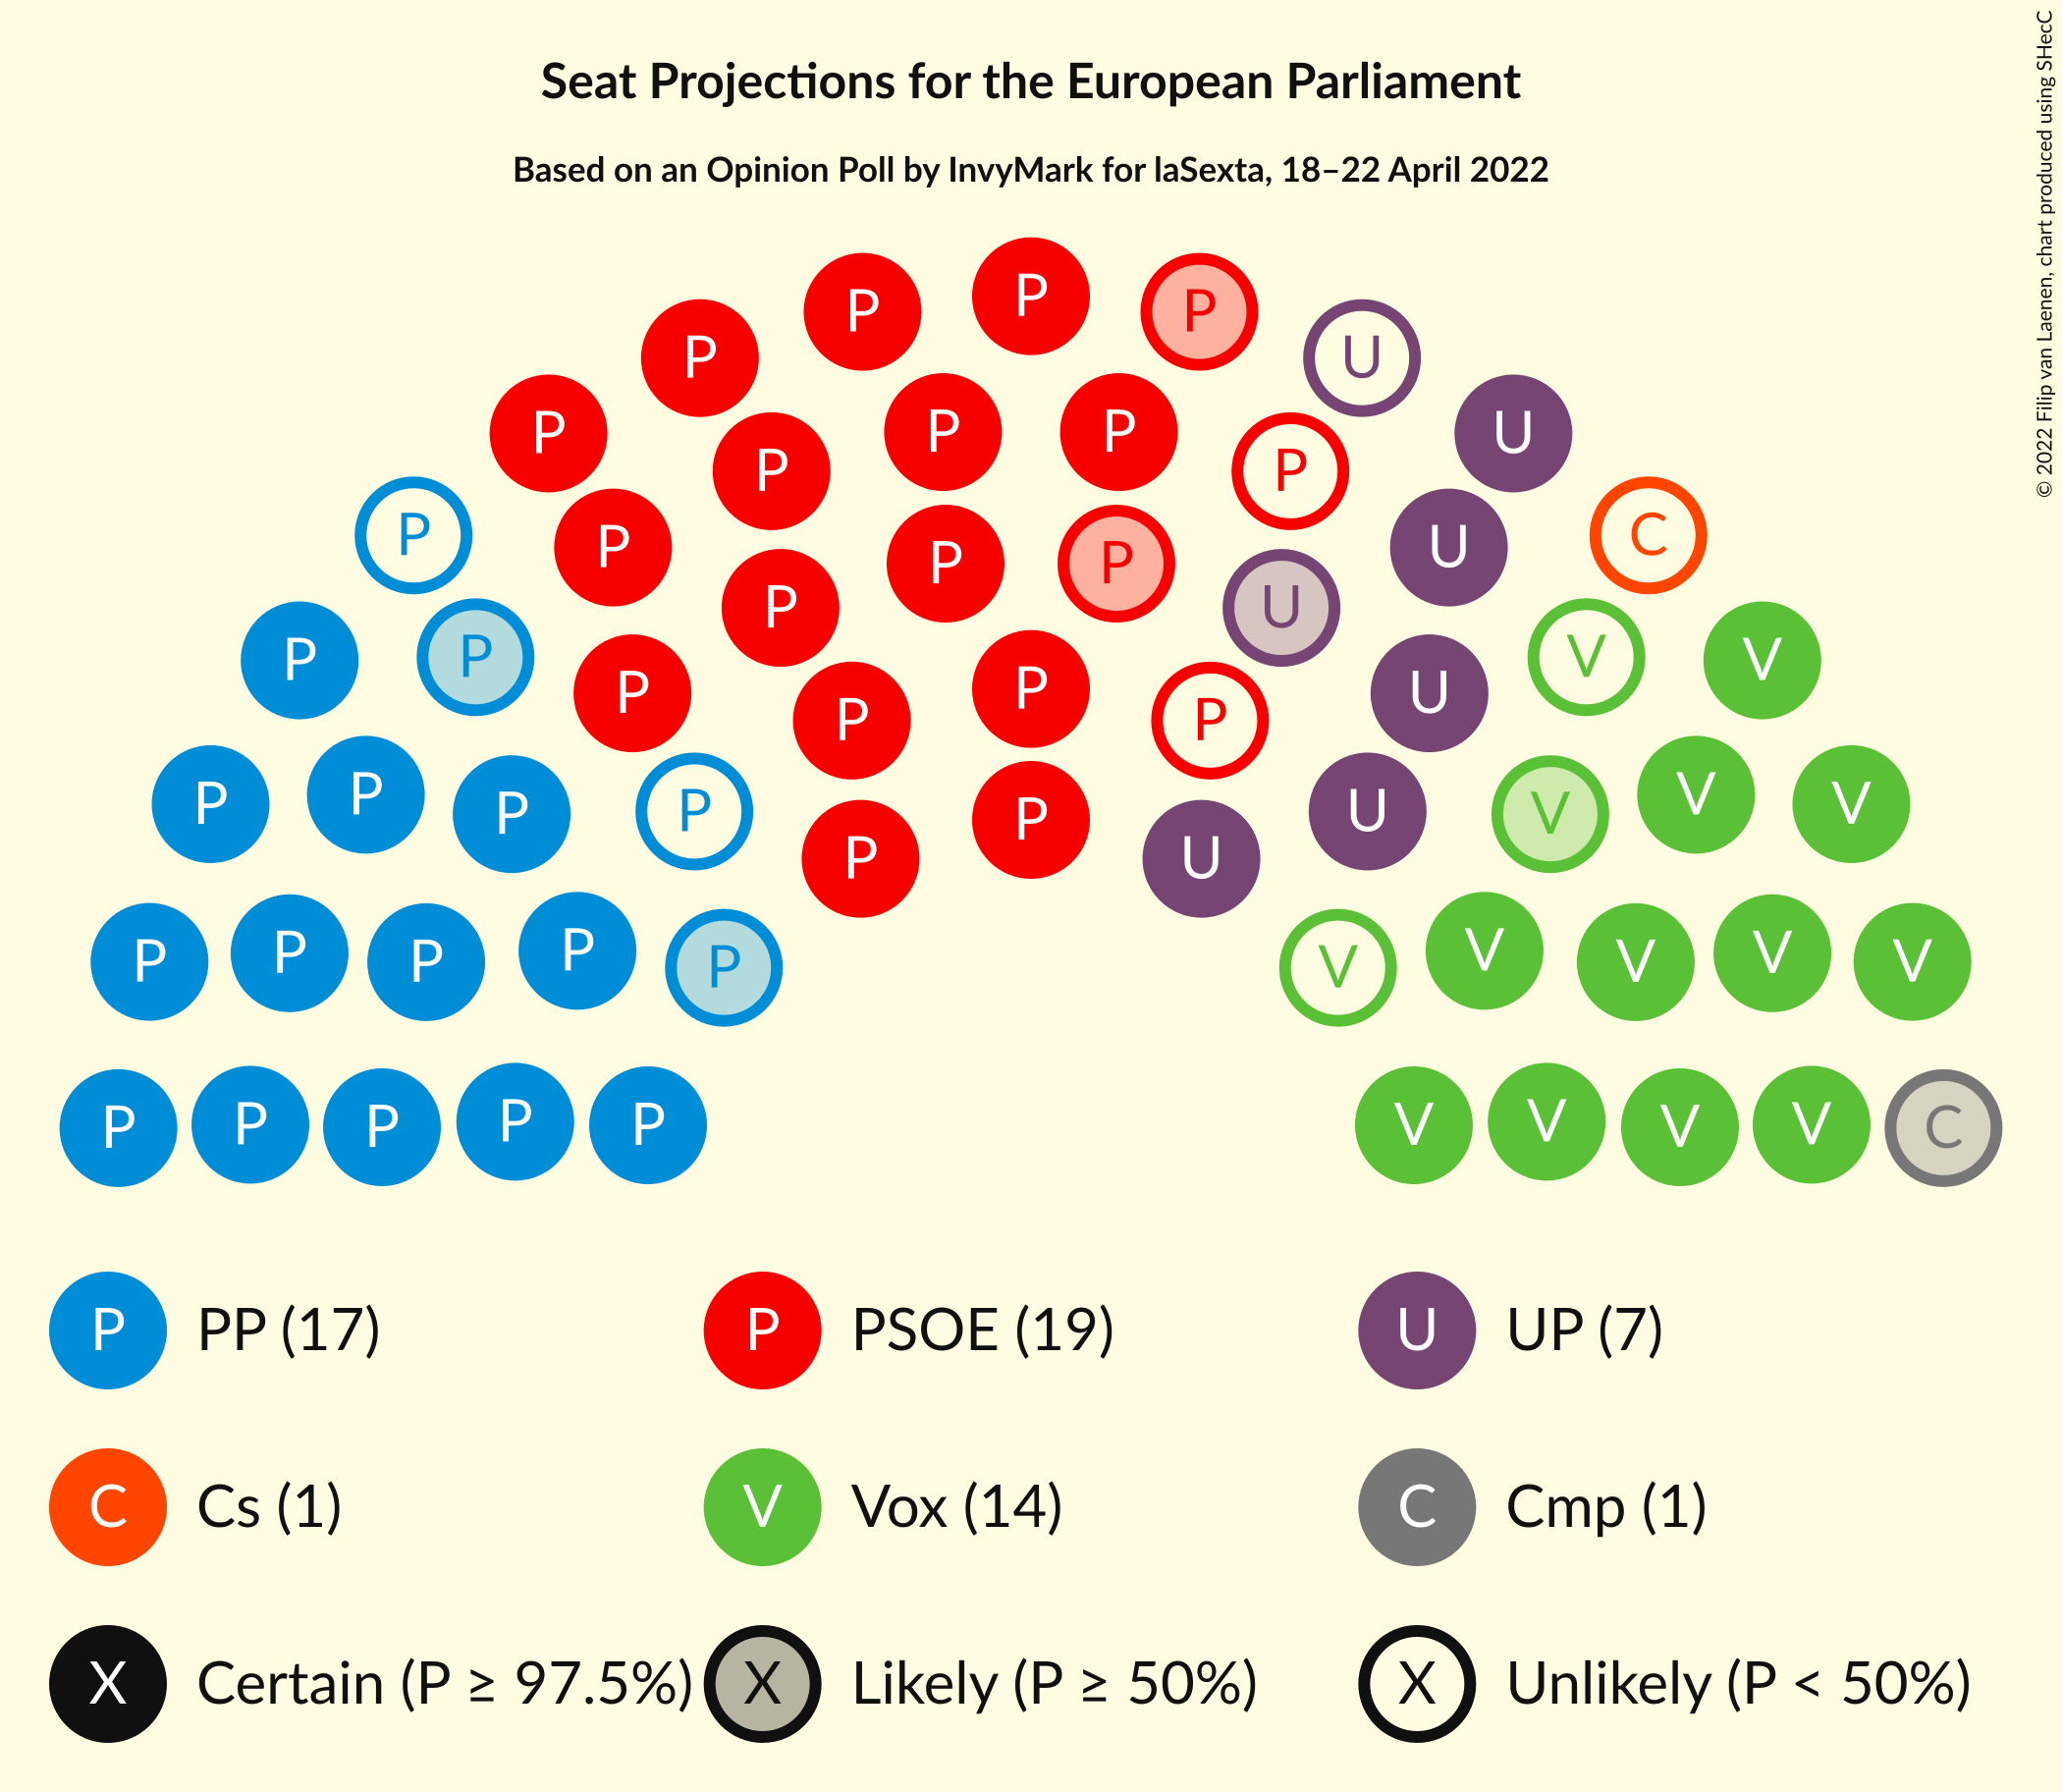 Seat Projections for the European Parliament
Based on an Opinion Poll by InvyMark for laSexta, 18–22 April 2022
© 2022 Filip van Laenen, chart produced using SHecC
P
P P
P U
P P P P U
P P P U
P P P C
P P U
P P V V
P P U
P P P
P P P P U V V V
P P U
P P P P P V V V V V
P P P P P V V V V C
P PP (17) P PSOE (19) U UP (7)
C Cs (1) V Vox (14) C Cmp (1)
X Certain (P ≥ 97.5%) X Likely (P ≥ 50%) X Unlikely (P < 50%)